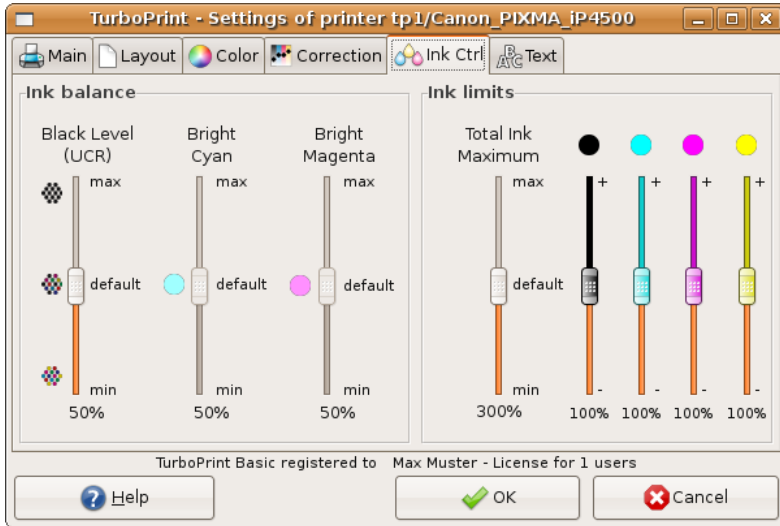 TurboPrint - Settings of printer tp1/Canon_PIXMA_iP4500
Main Layout Color Correction Ink Ctrl ABC Text
Ink balance
Black Level
(UCR)
Bright
Cyan
Bright
Magenta
max max max
default default default
min min min
50% 50% 50%
Ink limits
Total Ink
Maximum
max + + + +
default
min - - - -
300% 100% 100% 100% 100%
TurboPrint Basic registered to Max Muster - License for 1 users
Help OK Cancel